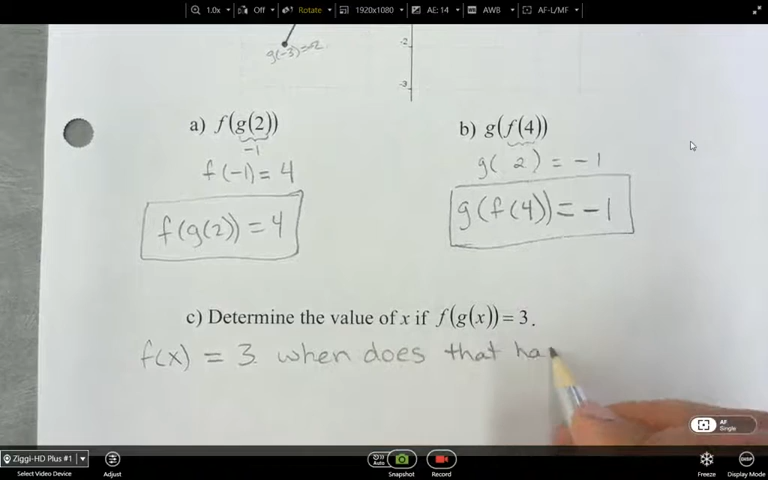 1.0x Off Rotate 1920x1080 AE: 14 AWB AF-L/MF
g(-3)=-2
-2
-3
a) f(g(2))
-1
f(-1) = 4
f(g(2)) = 4
b) g(f(4))
g( 2 ) = -1
g(f(4)) = -1
c) Determine the value of x if f(g(x)) = 3.
f(x) = 3 when does that ha
AF
Single
Ziggi-HD Plus #1
Select Video Device
Adjust
Auto
Snapshot
Record
Freeze
DISP
Display Mode